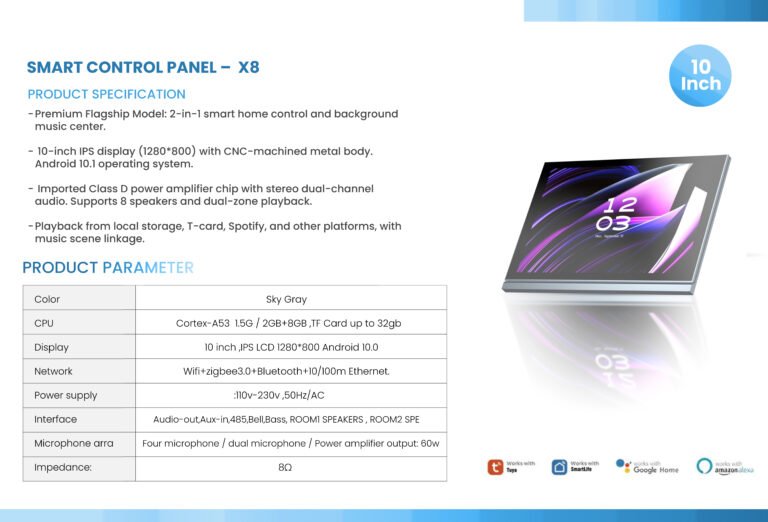 SMART CONTROL PANEL – X8
10
Inch
PRODUCT SPECIFICATION
-Premium Flagship Model: 2-in-1 smart home control and background
music center.
- 10-inch IPS display (1280*800) with CNC-machined metal body.
Android 10.1 operating system.
- Imported Class D power amplifier chip with stereo dual-channel
audio. Supports 8 speakers and dual-zone playback.
-Playback from local storage, T-card, Spotify, and other platforms, with
music scene linkage.
12
03
PRODUCT PARAMETER
Color Sky Gray
CPU Cortex-A53 1.5G / 2GB+8GB ,TF Card up to 32gb
Display 10 inch ,IPS LCD 1280*800 Android 10.0
Network Wifi+zigbee3.0+Bluetooth+10/100m Ethernet.
Power supply :110v-230v ,50Hz/AC
Interface Audio-out,Aux-in,485,Bell,Bass, ROOM1 SPEAKERS , ROOM2 SPE
Microphone arra Four microphone / dual microphone / Power amplifier output: 60w
Impedance: 8Ω
Works with
Tuya
Works with
SmartLife
works with
Google Home
works with
amazon alexa